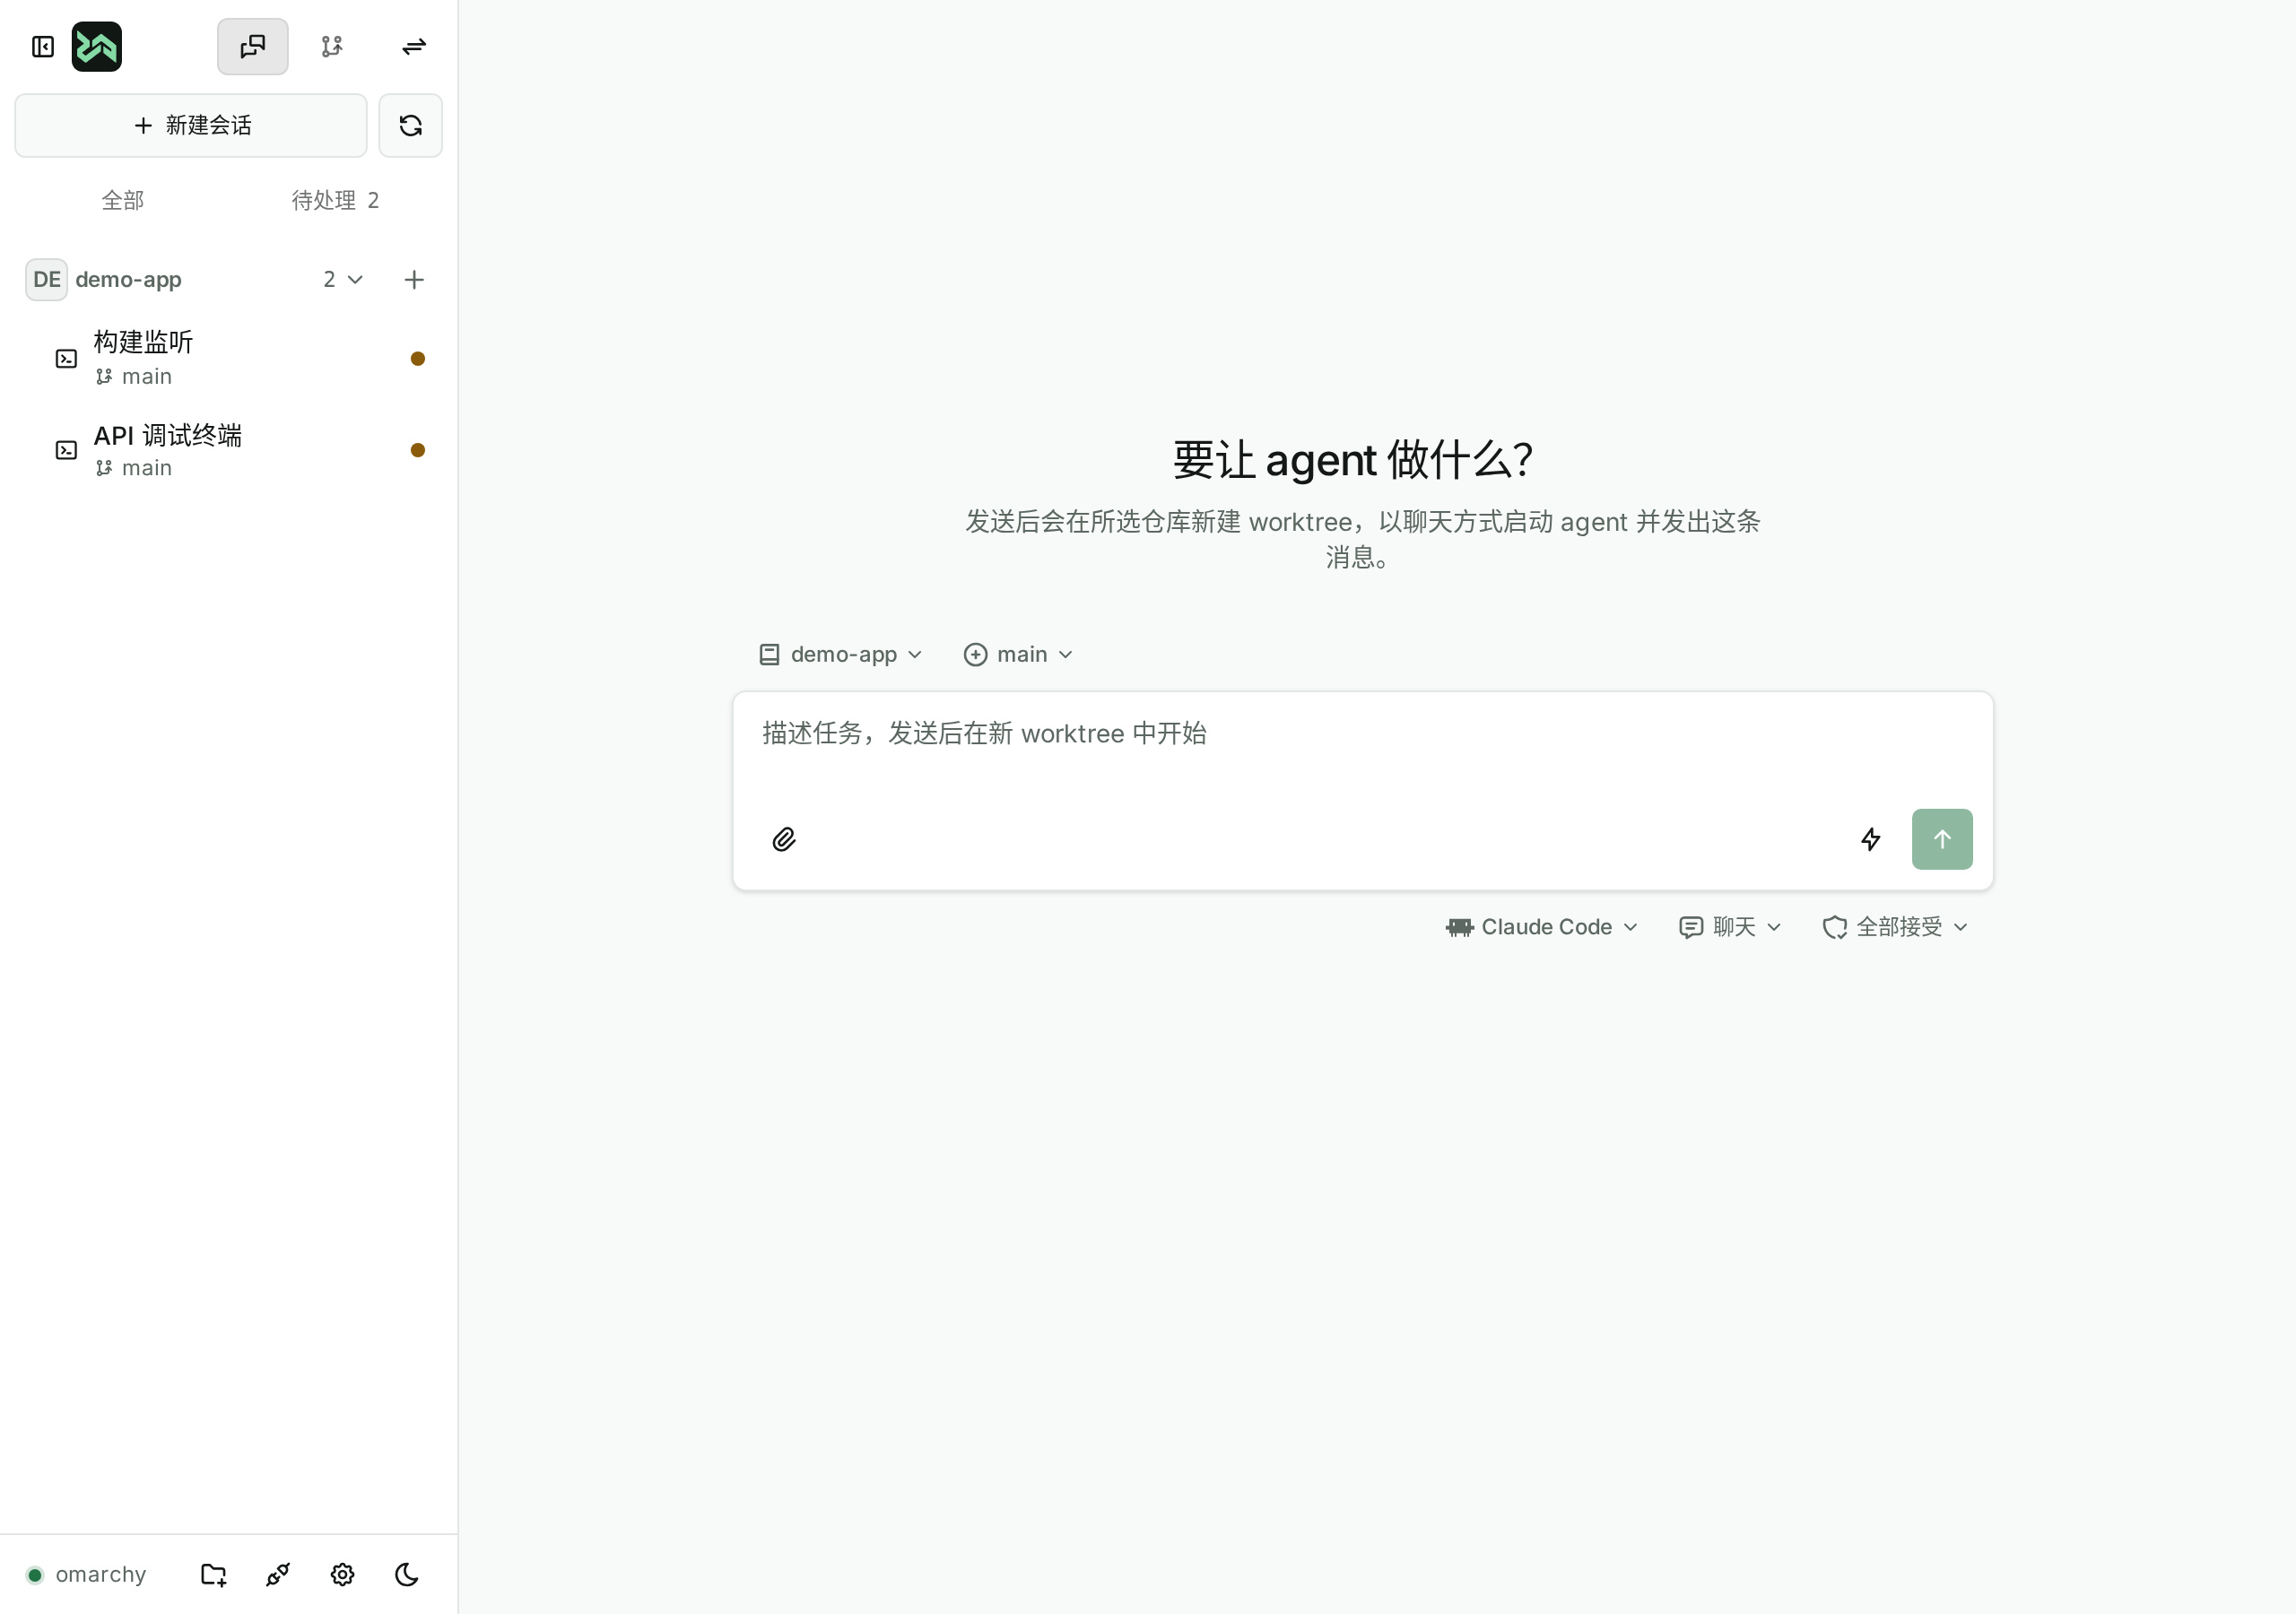 新建会话
全部
待处理 2
DE demo-app 2
构建监听
main
API 调试终端
main
omarchy
要让 agent 做什么？
发送后会在所选仓库新建 worktree，以聊天方式启动 agent 并发出这条
消息。
demo-app main
描述任务，发送后在新 worktree 中开始
Claude Code 聊天 全部接受